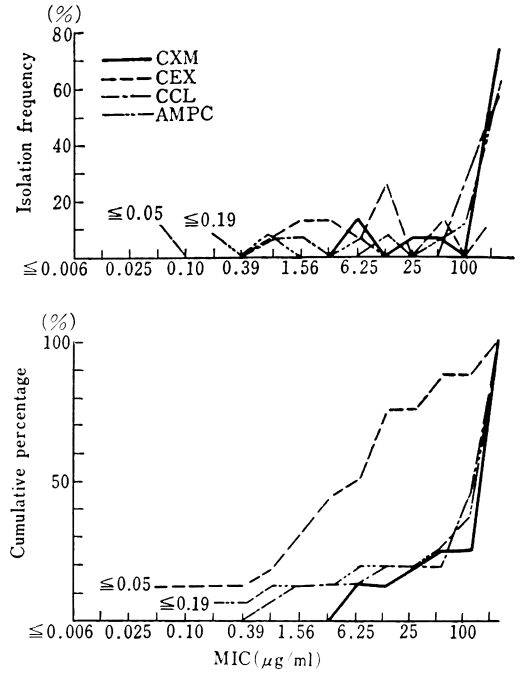 (%)
80
60
40
20
Isolation frequency
CXM
CEX
CCL
AMPC
≦0.05
≦0.19
≦0.006 0.025 0.10 0.39 1.56 6.25 25 100
(%)
100
50
Cumulative percentage
≦0.05
≦0.19
≦0.006 0.025 0.10 0.39 1.56 6.25 25 100
MIC(μg/ml)